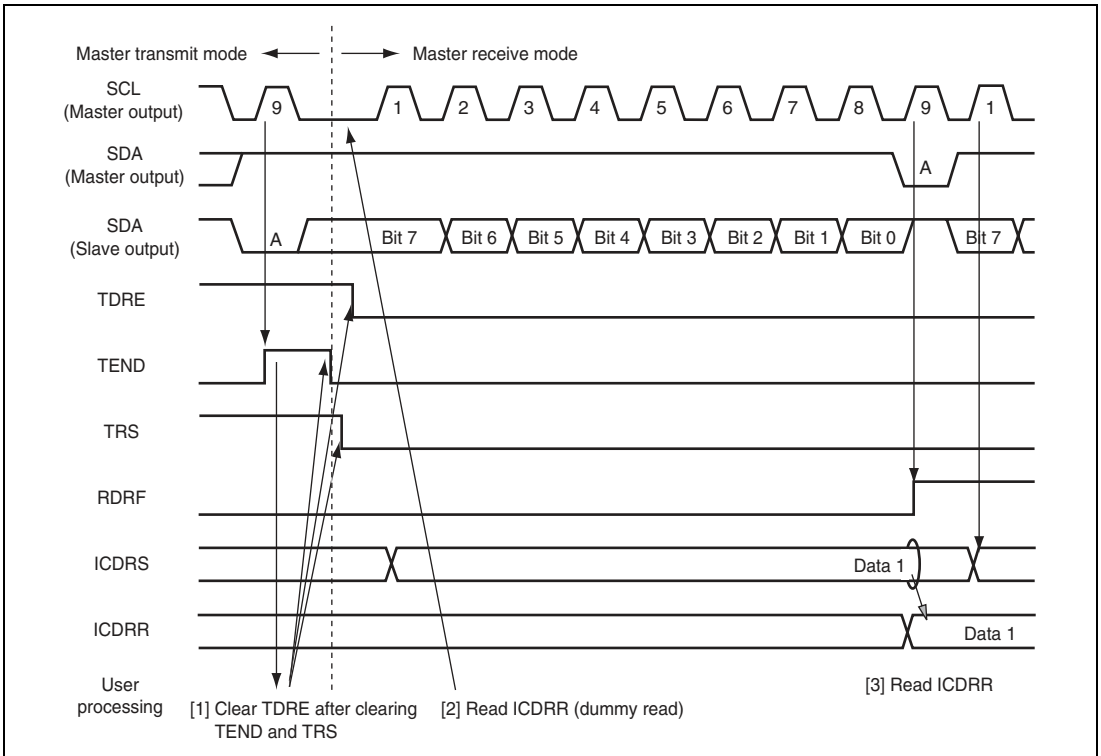 Master transmit mode
Master receive mode
SCL
(Master output)
9
1
2
3
4
5
6
7
8
9
1
SDA
(Master output)
A
SDA
(Slave output)
A
Bit 7
Bit 6
Bit 5
Bit 4
Bit 3
Bit 2
Bit 1
Bit 0
Bit 7
TDRE
TEND
TRS
RDRF
ICDRS
Data 1
ICDRR
Data 1
User
processing
[1] Clear TDRE after clearing
TEND and TRS
[2] Read ICDRR (dummy read)
[3] Read ICDRR